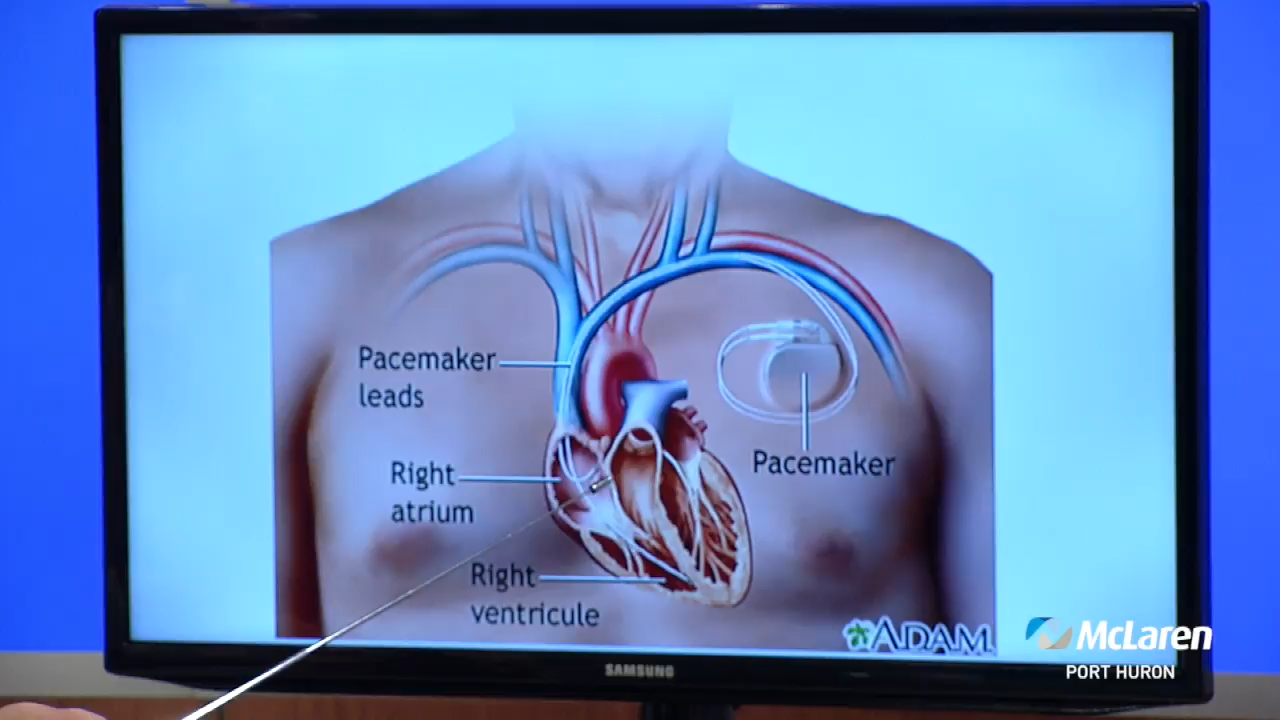 Pacemaker
leads
Right
atrium
Pacemaker
Right
ventricule
ADAM
McLaren
PORT HURON
SAMSUNG